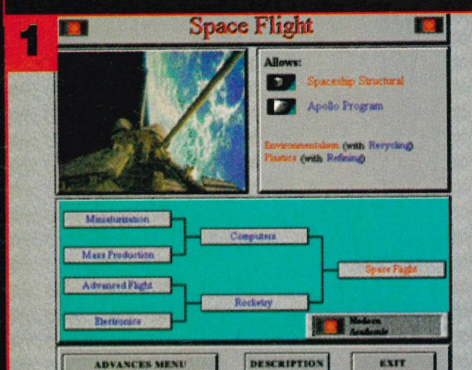 1
Space Flight
Allows:
Spaceship Structural
Apollo Program
Environmentalism (with Recycling)
Plastics (with Refining)
Miniaturization
Mass Production
Computers
Space Flight
Advanced Flight
Rocketry
Electronics
Modern
Academic
ADVANCES MENU
DESCRIPTION
EXIT